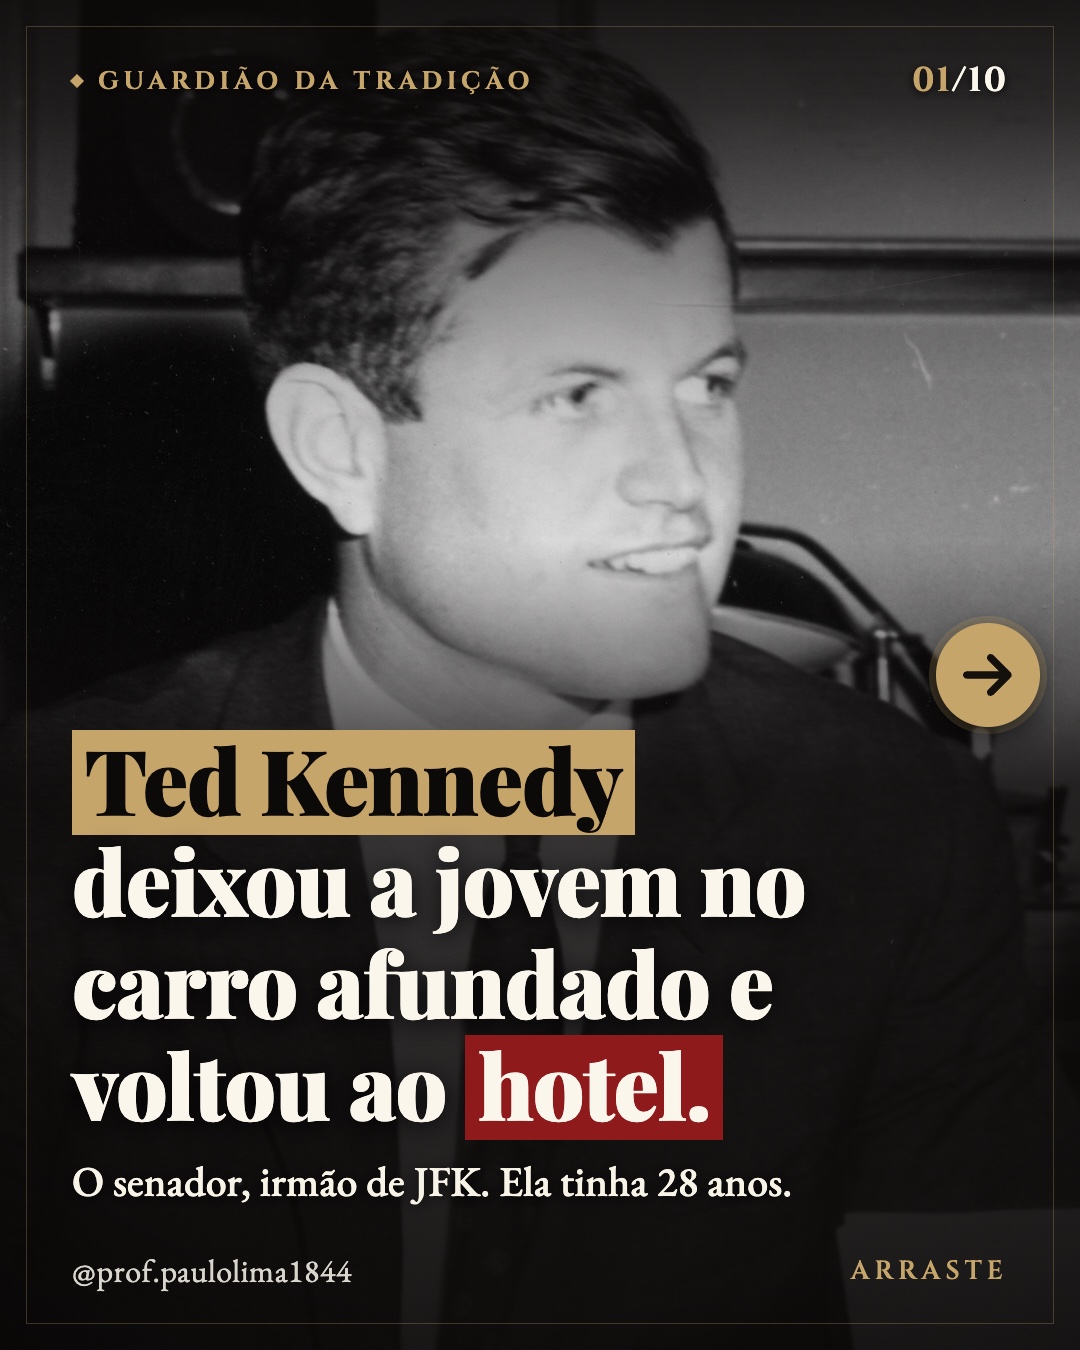 ◆ GUARDIÃO DA TRADIÇÃO
01/10
Ted Kennedy
deixou a jovem no
carro afundado e
voltou ao hotel.
O senador, irmão de JFK. Ela tinha 28 anos.
@prof.paulolima1844
ARRASTE